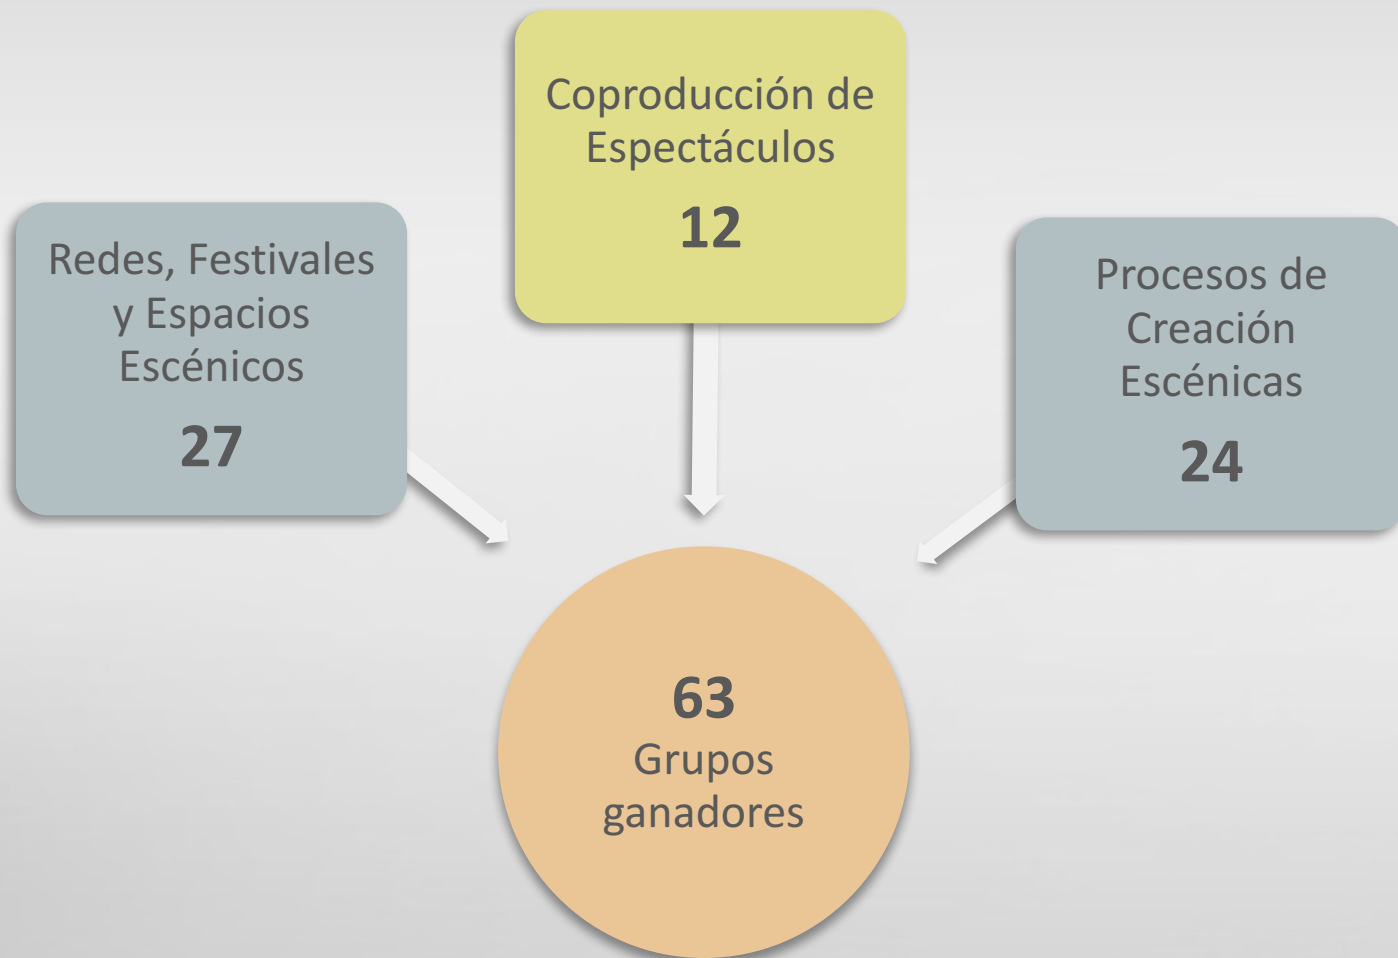 Coproducción de
Espectáculos
12
Redes, Festivales
y Espacios
Escénicos
27
Procesos de
Creación
Escénicas
24
63
Grupos
ganadores